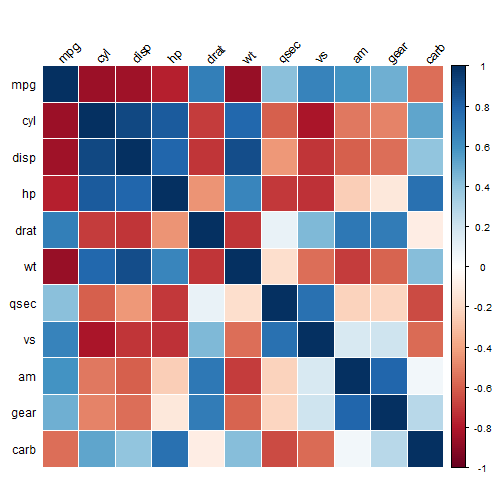 mpg cyl disp hp drat wt qsec vs am gear carb
mpg
cyl
disp
hp
drat
wt
qsec
vs
am
gear
carb
1
0.8
0.6
0.4
0.2
0
-0.2
-0.4
-0.6
-0.8
-1